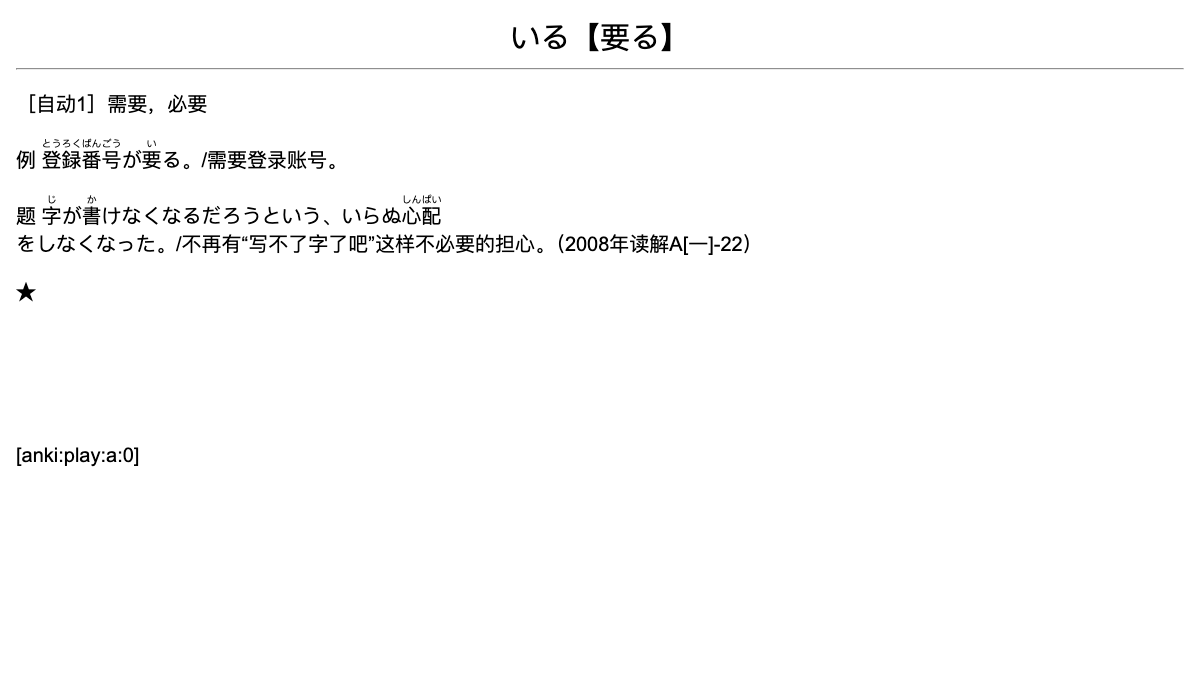 いる【要る】
［自动1］需要，必要
とうろくばんごう い
例 登録番号が要る。/需要登录账号。
じ か しんぱい
题 字が書けなくなるだろうという、いらぬ心配
をしなくなった。/不再有“写不了字了吧”这样不必要的担心。（2008年读解A[一]-22）
★
[anki:play:a:0]